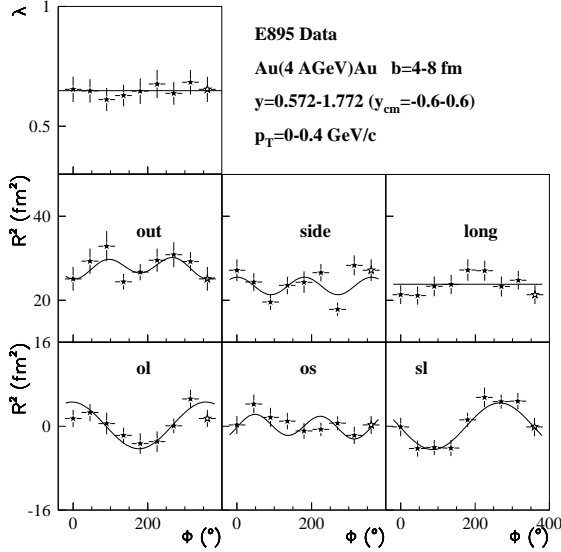 λ
1
E895 Data
Au(4 AGeV)Au b=4-8 fm
y=0.572-1.772 (y_cm=-0.6-0.6)
p_T=0-0.4 GeV/c
0.5
R² (fm²)
40
20
out
side
long
R² (fm²)
16
0
-16
ol
os
sl
0 200
0 200
0 200 400
Φ (°)
Φ (°)
Φ (°)